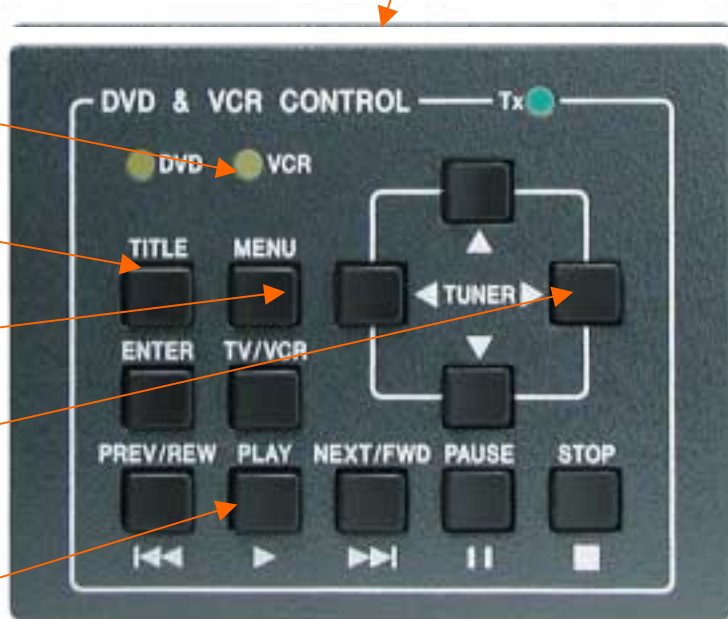 DVD & VCR CONTROL Tx
DVD VCR
TITLE MENU
TUNER
ENTER TV/VCR
PREV/REW PLAY NEXT/FWD PAUSE STOP